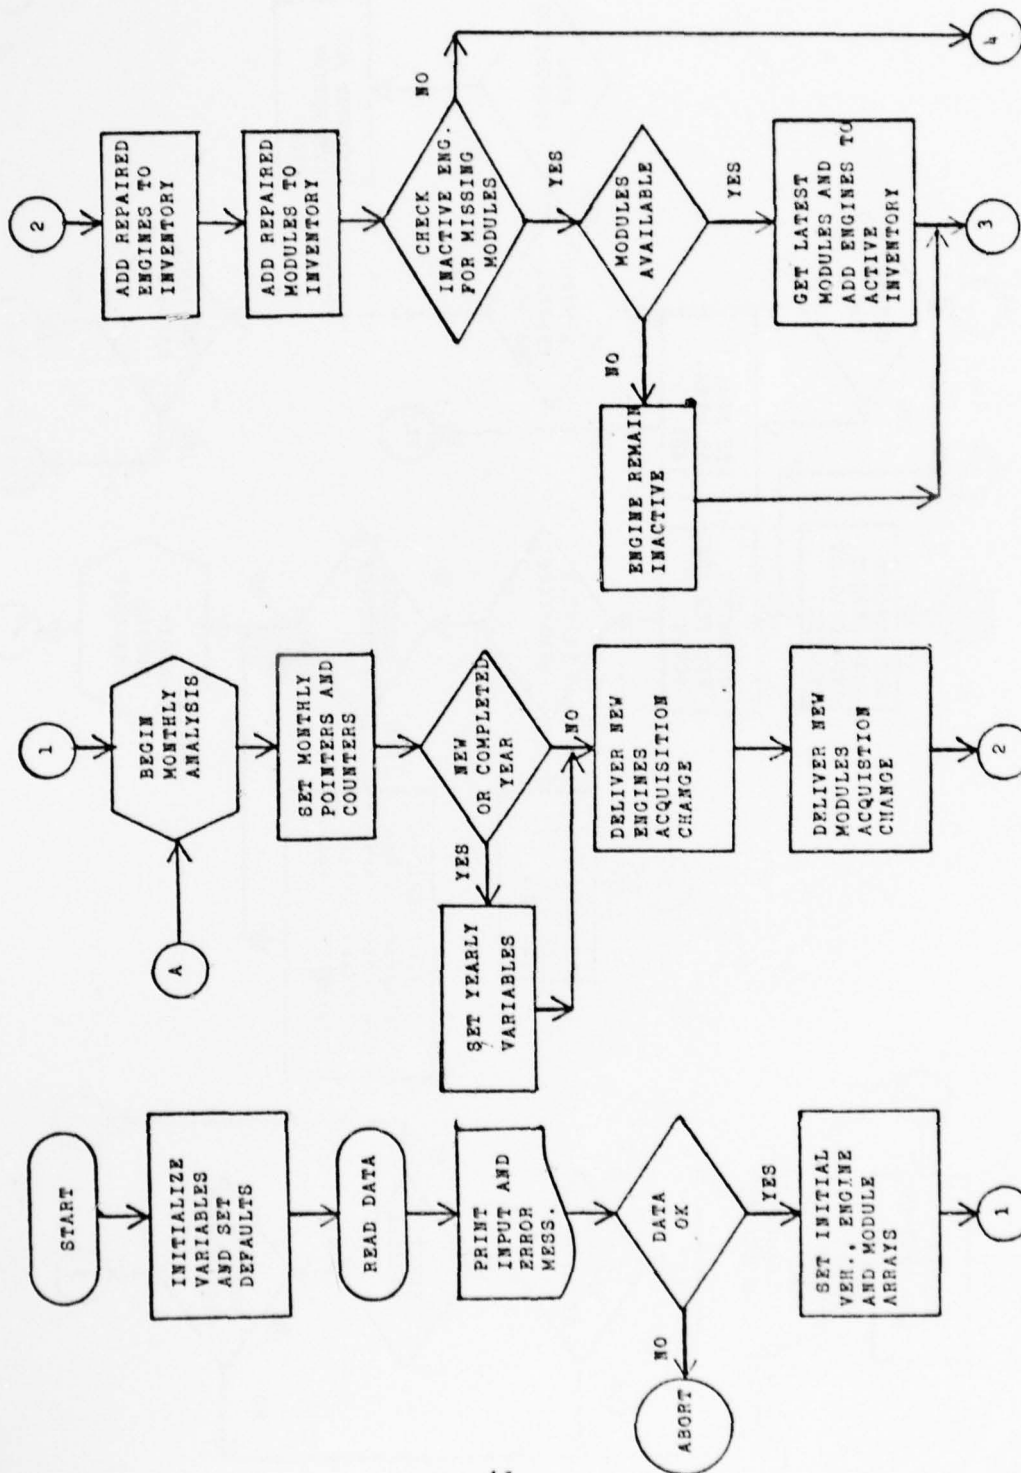 START
INITIALIZE
VARIABLES
AND SET
DEFAULTS
READ DATA
PRINT
INPUT AND
ERROR
MESS.
DATA
OK
NO
ABORT
YES
SET INITIAL
VEH., ENGINE
AND MODULE
ARRAYS
1
1
A
BEGIN
MONTHLY
ANALYSIS
SET MONTHLY
POINTERS AND
COUNTERS
NEW
OR COMPLETED
YEAR
YES
NO
SET YEARLY
VARIABLES
DELIVER NEW
ENGINES
ACQUISITION
CHANGE
DELIVER NEW
MODULES
ACQUISTION
CHANGE
2
2
ADD REPAIRED
ENGINES TO
INVENTORY
ADD REPAIRED
MODULES TO
INVENTORY
CHECK
INACTIVE ENG.
FOR MISSING
MODULES
NO
YES
MODULES
AVAILABLE
NO
YES
ENGINE REMAIN
INACTIVE
GET LATEST
MODULES AND
ADD ENGINES TO
ACTIVE
INVENTORY
3
4